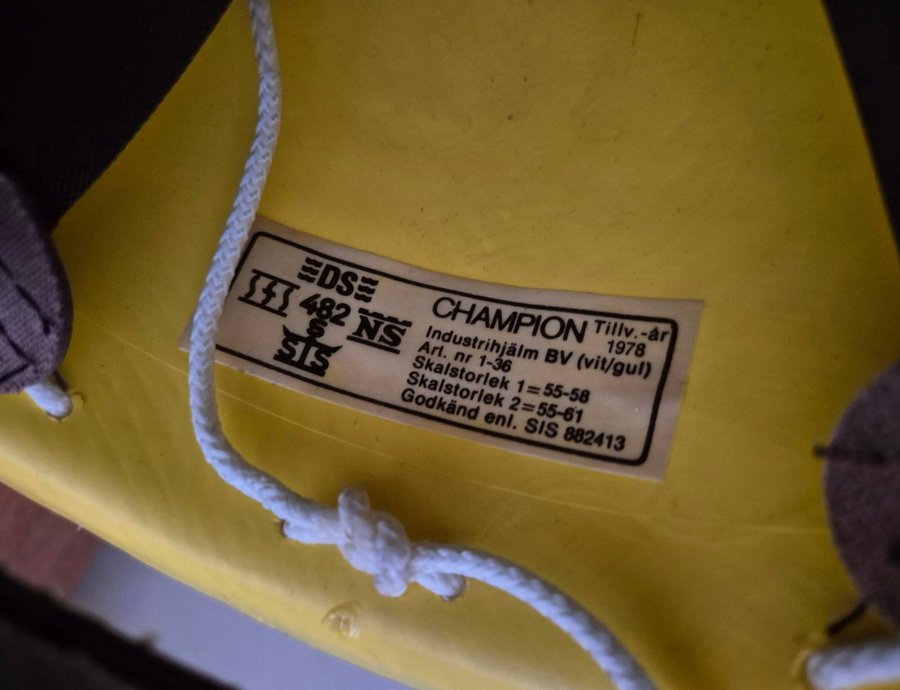 DS
482
S
SIS
NS
CHAMPION Tillv.-år
1978
Industrihjälm BV (vit/gul)
Art. nr 1-36
Skalstorlek 1=55-58
Skalstorlek 2=55-61
Godkänd enl. SIS 882413